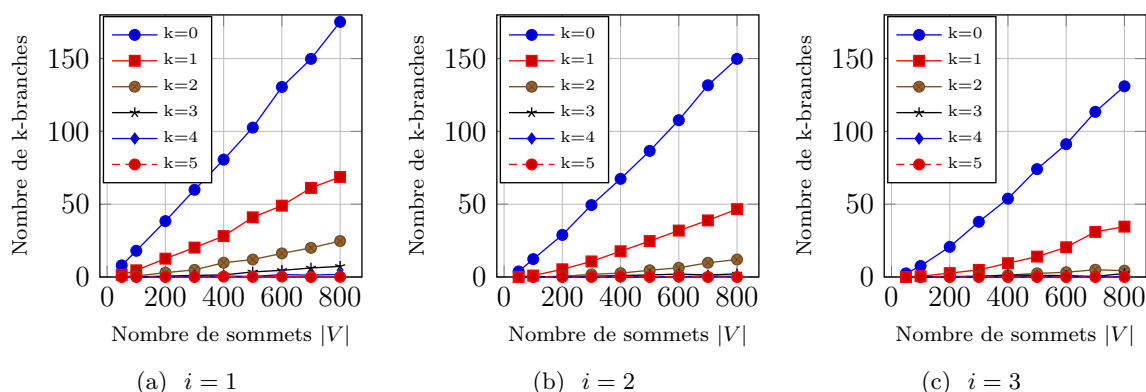 Nombre de k-branches
150
100
50
0
0 200 400 600 800
k=0
k=1
k=2
k=3
k=4
k=5
Nombre de sommets |V|
(a) i = 1
Nombre de k-branches
150
100
50
0
0 200 400 600 800
k=0
k=1
k=2
k=3
k=4
k=5
Nombre de sommets |V|
(b) i = 2
Nombre de k-branches
150
100
50
0
0 200 400 600 800
k=0
k=1
k=2
k=3
k=4
k=5
Nombre de sommets |V|
(c) i = 3